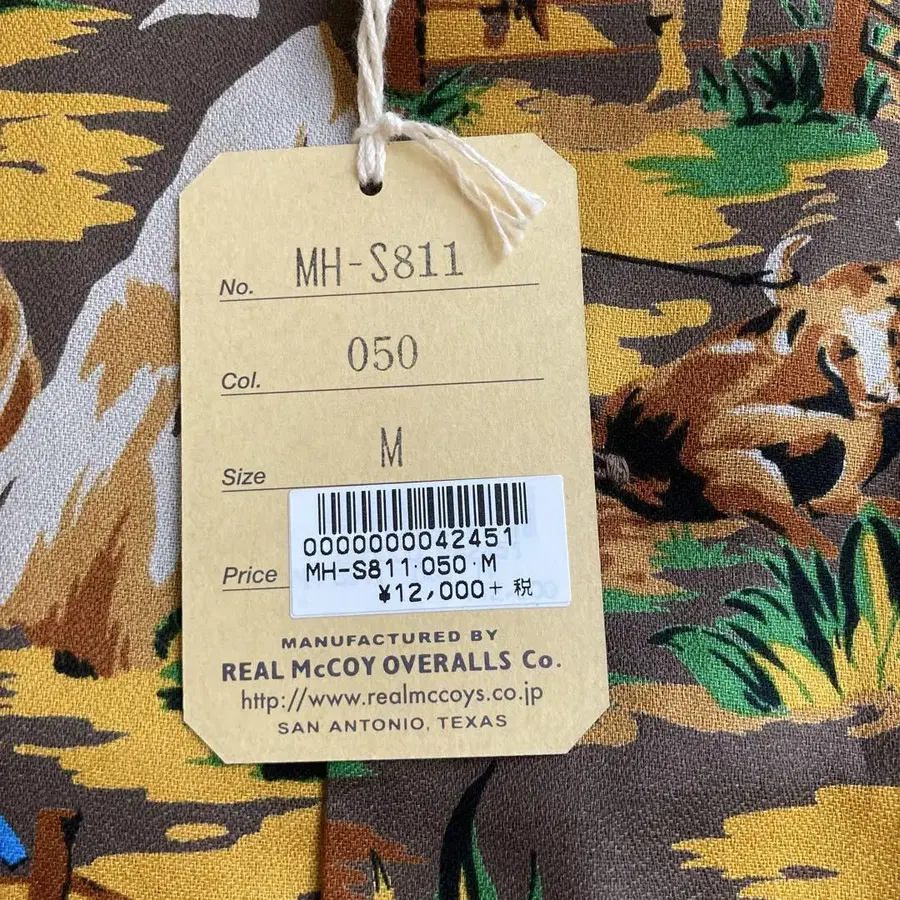 No. MH-S811
Col. 050
Size M
0000000042451
MH-S811·050·M
Price ¥12,000+税
MANUFACTURED BY
REAL McCOY OVERALLS Co.
http://www.realmccoys.co.jp
SAN ANTONIO, TEXAS